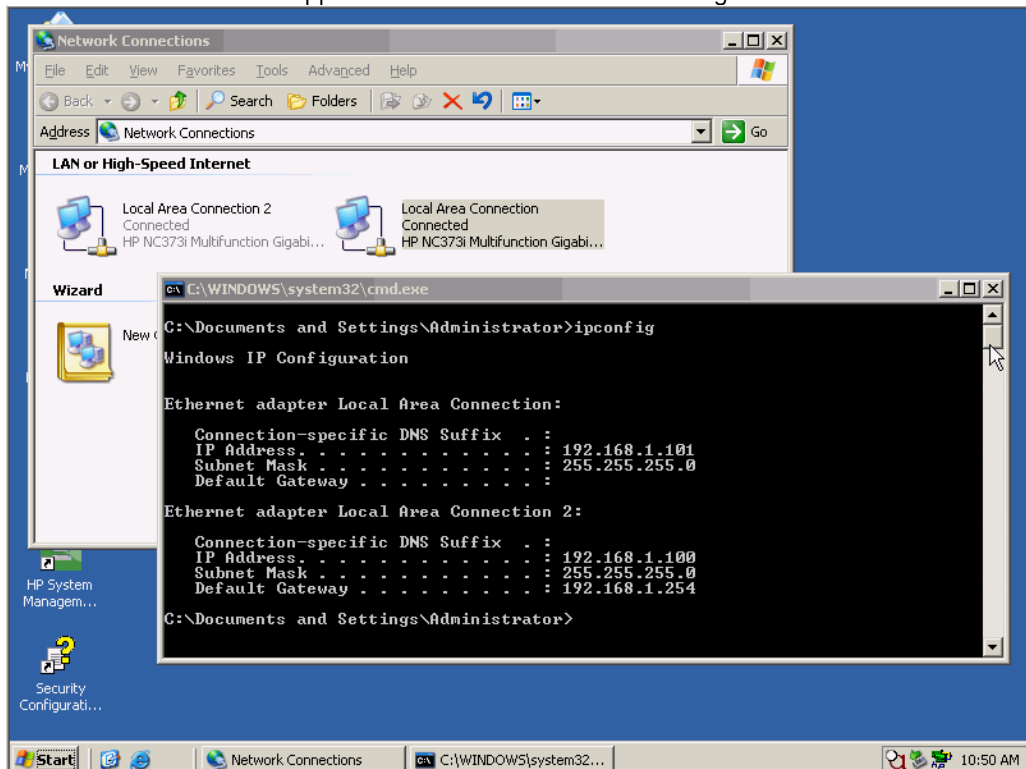 Network Connections
File Edit View Favorites Tools Advanced Help
Back Search Folders
Address Network Connections Go
LAN or High-Speed Internet
Local Area Connection 2
Connected
HP NC373i Multifunction Gigabi...
Local Area Connection
Connected
HP NC373i Multifunction Gigabi...
Wizard
New
C:\WINDOWS\system32\cmd.exe
C:\Documents and Settings\Administrator>ipconfig
Windows IP Configuration
Ethernet adapter Local Area Connection:
Connection-specific DNS Suffix . :
IP Address. . . . . . . . . . . . : 192.168.1.101
Subnet Mask . . . . . . . . . . . : 255.255.255.0
Default Gateway . . . . . . . . . :
Ethernet adapter Local Area Connection 2:
Connection-specific DNS Suffix . :
IP Address. . . . . . . . . . . . : 192.168.1.100
Subnet Mask . . . . . . . . . . . : 255.255.255.0
Default Gateway . . . . . . . . . : 192.168.1.254
C:\Documents and Settings\Administrator>
HP System
Managem...
Security
Configurati...
Start Network Connections C:\WINDOWS\system32... 10:50 AM